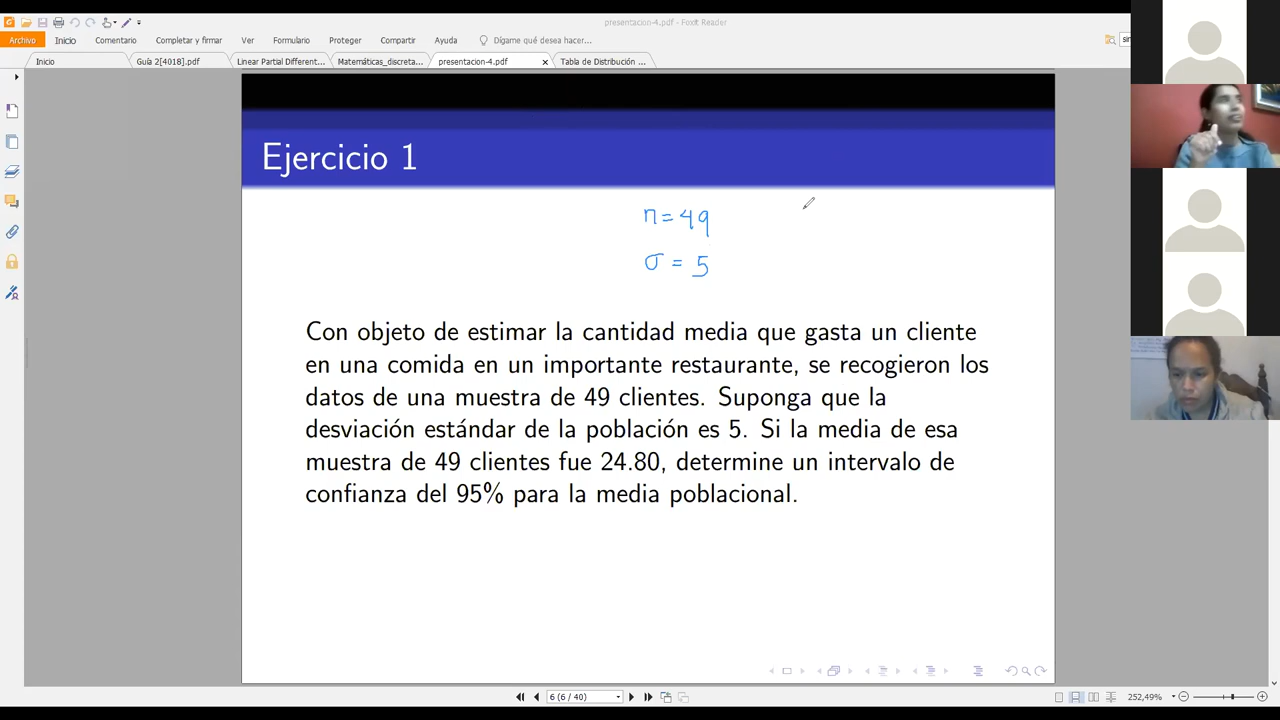 presentacion-4.pdf - Foxit Reader
Archivo Inicio Comentario Completar y firmar Ver Formulario Proteger Compartir Ayuda Dígame qué desea hacer...
Inicio Guía 2[4018].pdf Linear Partial Different... Matemáticas_discreta... presentacion-4.pdf × Tabla de Distribución ...
Ejercicio 1
n = 49
σ = 5
Con objeto de estimar la cantidad media que gasta un cliente
en una comida en un importante restaurante, se recogieron los
datos de una muestra de 49 clientes. Suponga que la
desviación estándar de la población es 5. Si la media de esa
muestra de 49 clientes fue 24.80, determine un intervalo de
confianza del 95% para la media poblacional.
6 (6 / 40)
252,49%